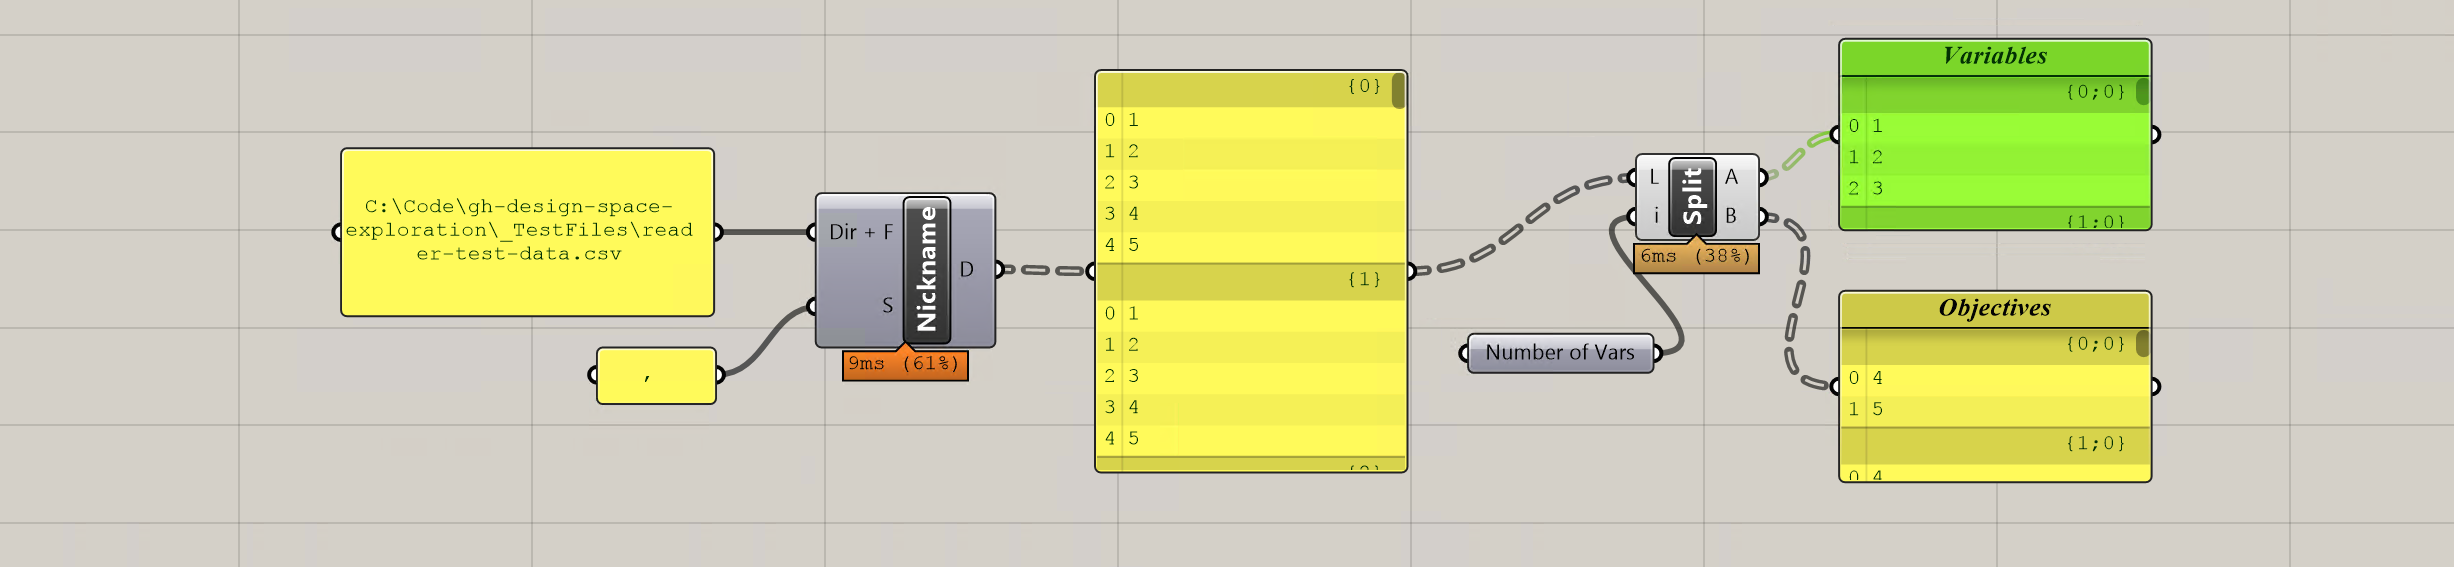 C:\Code\gh-design-space-
exploration\_TestFiles\read
er-test-data.csv
,
Dir + F
S
Nickname
D
9ms (61%)
{0}
0 1
1 2
2 3
3 4
4 5
{1}
0 1
1 2
2 3
3 4
4 5
{2}
Number of Vars
L
i
Split
A
B
6ms (38%)
Variables
{0;0}
0 1
1 2
2 3
{1;0}
Objectives
{0;0}
0 4
1 5
{1;0}
0 4